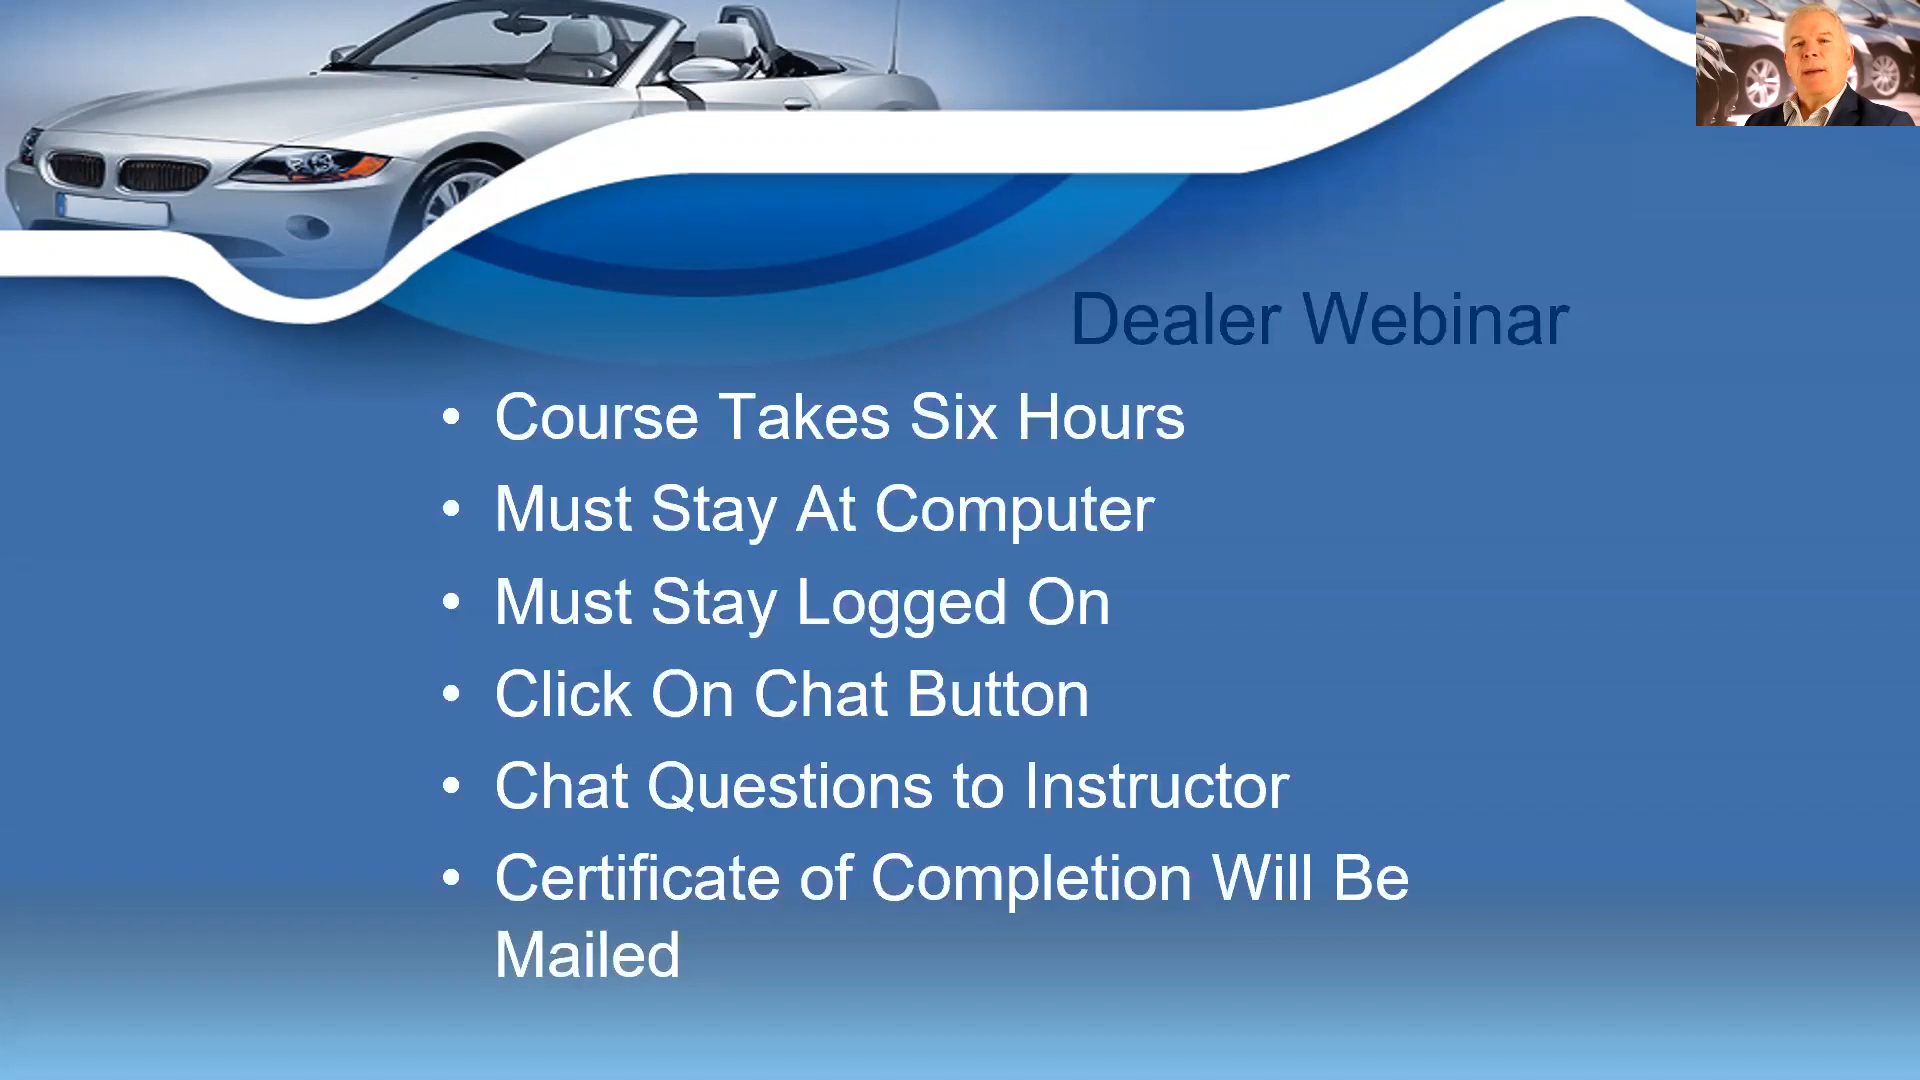 Dealer Webinar
• Course Takes Six Hours
• Must Stay At Computer
• Must Stay Logged On
• Click On Chat Button
• Chat Questions to Instructor
• Certificate of Completion Will Be
Mailed